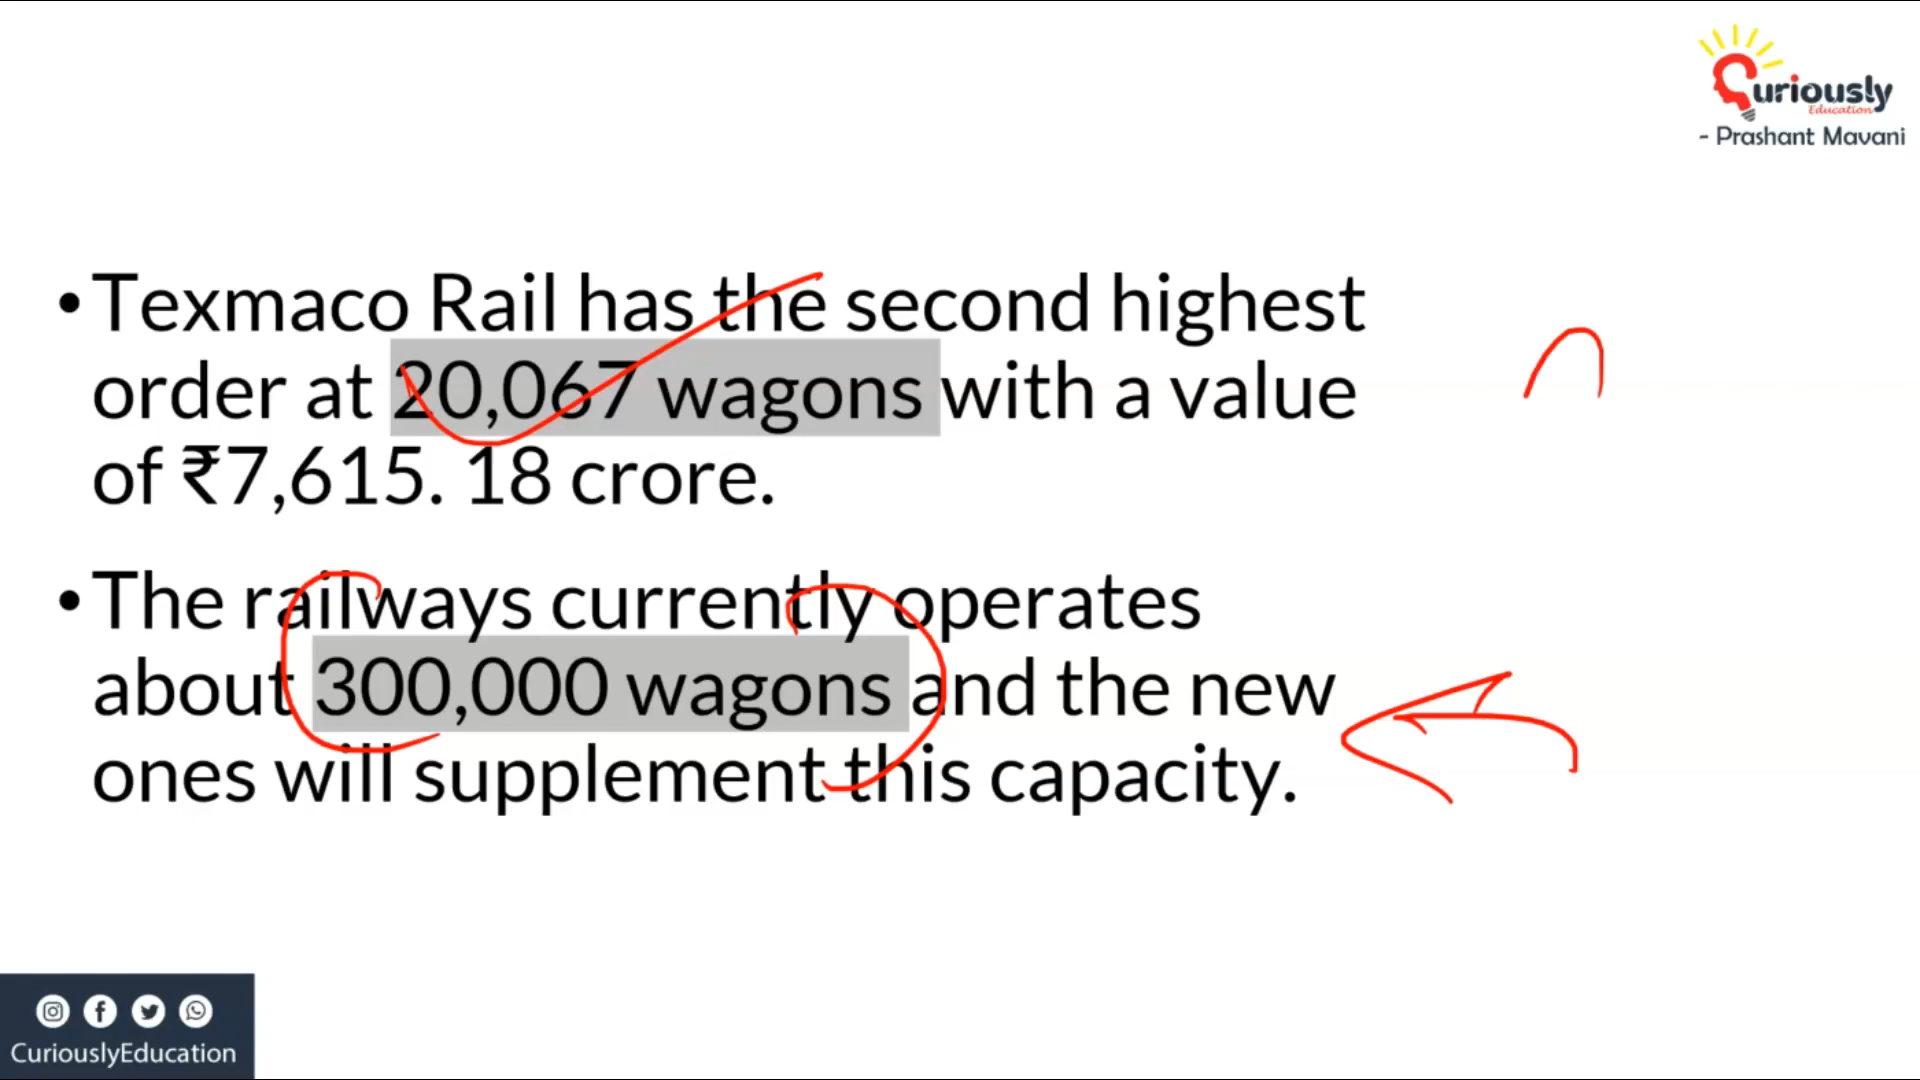 Curiously
Education
- Prashant Mavani
•Texmaco Rail has the second highest
order at 20,067 wagons with a value
of ₹7,615. 18 crore.
•The railways currently operates
about 300,000 wagons and the new
ones will supplement this capacity.
CuriouslyEducation